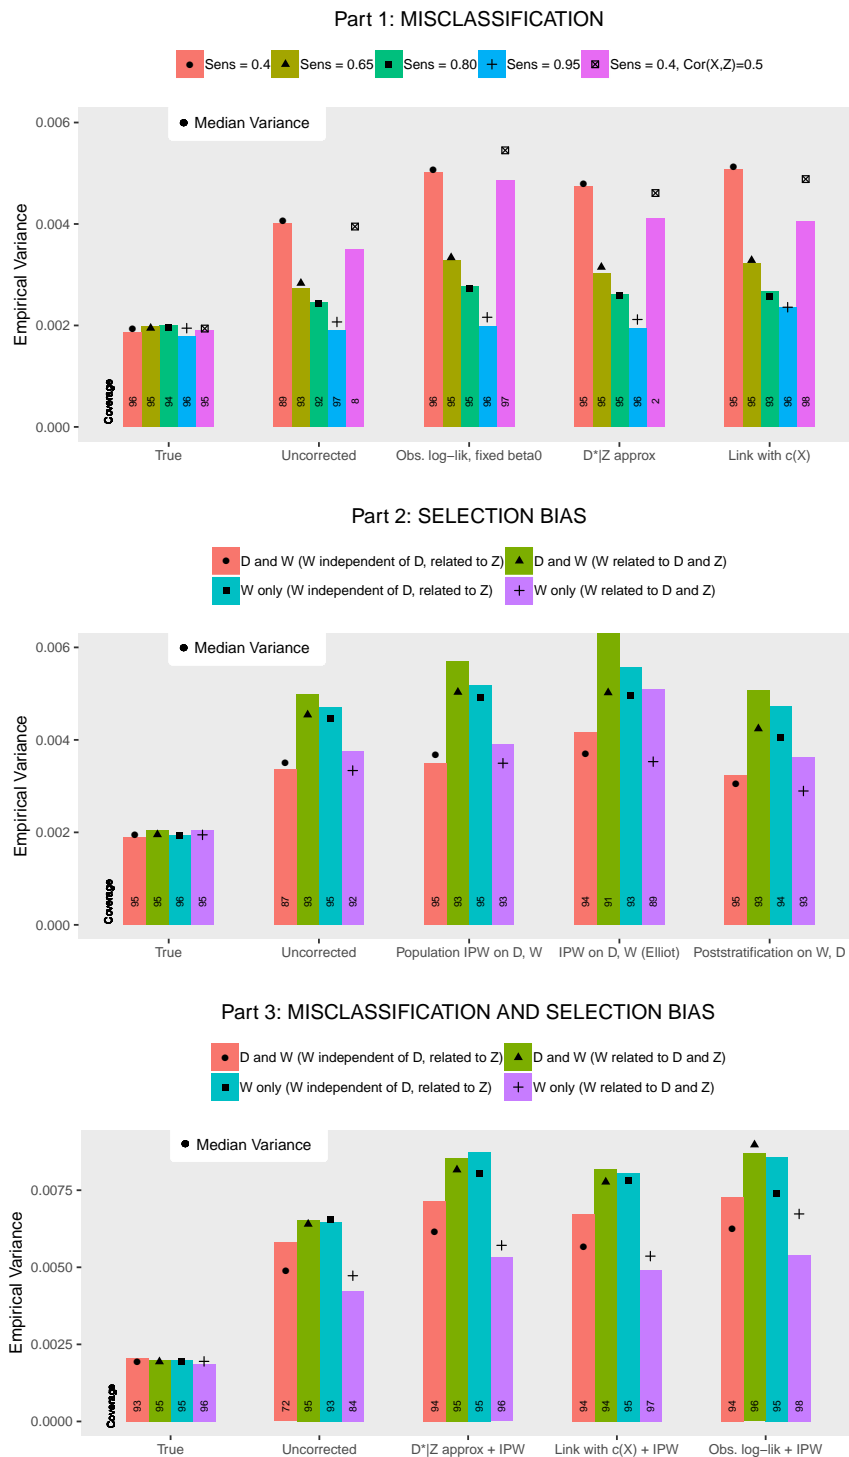 Part 1: MISCLASSIFICATION
Sens = 0.4 Sens = 0.65 Sens = 0.80 Sens = 0.95 Sens = 0.4, Cor(X,Z)=0.5
Median Variance
Empirical Variance
0.006
0.004
0.002
0.000
Coverage
96 95 94 96 95
89 93 92 97 8
96 95 95 96 97
95 95 95 96 2
95 95 93 96 98
True Uncorrected Obs. log−lik, fixed beta0 D*|Z approx Link with c(X)
Part 2: SELECTION BIAS
D and W (W independent of D, related to Z) D and W (W related to D and Z)
W only (W independent of D, related to Z) W only (W related to D and Z)
Median Variance
Empirical Variance
0.006
0.004
0.002
0.000
Coverage
95 95 96 95
87 93 95 92
95 93 95 93
94 91 93 89
95 93 94 93
True Uncorrected Population IPW on D, W IPW on D, W (Elliot) Poststratification on W, D
Part 3: MISCLASSIFICATION AND SELECTION BIAS
D and W (W independent of D, related to Z) D and W (W related to D and Z)
W only (W independent of D, related to Z) W only (W related to D and Z)
Median Variance
Empirical Variance
0.0075
0.0050
0.0025
0.0000
Coverage
93 95 95 96
72 95 93 84
94 95 95 96
94 94 95 97
94 96 95 98
True Uncorrected D*|Z approx + IPW Link with c(X) + IPW Obs. log−lik + IPW